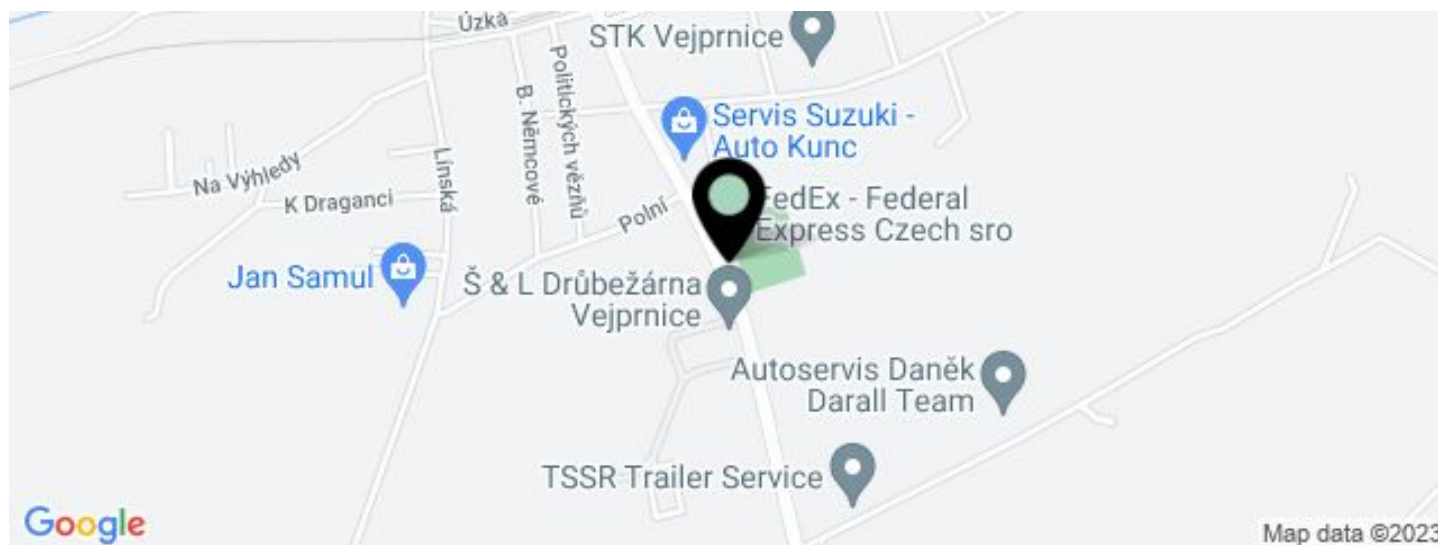 Úzká
STK Vejprnice
Politických vězňů
B. Němcové
Servis Suzuki -
Auto Kunc
Na Výhledy
Línská
K Draganci
Polní
FedEx - Federal
Express Czech sro
Jan Samul
Š & L Drůbežárna
Vejprnice
Autoservis Daněk
Darall Team
TSSR Trailer Service
Google
Map data ©2023